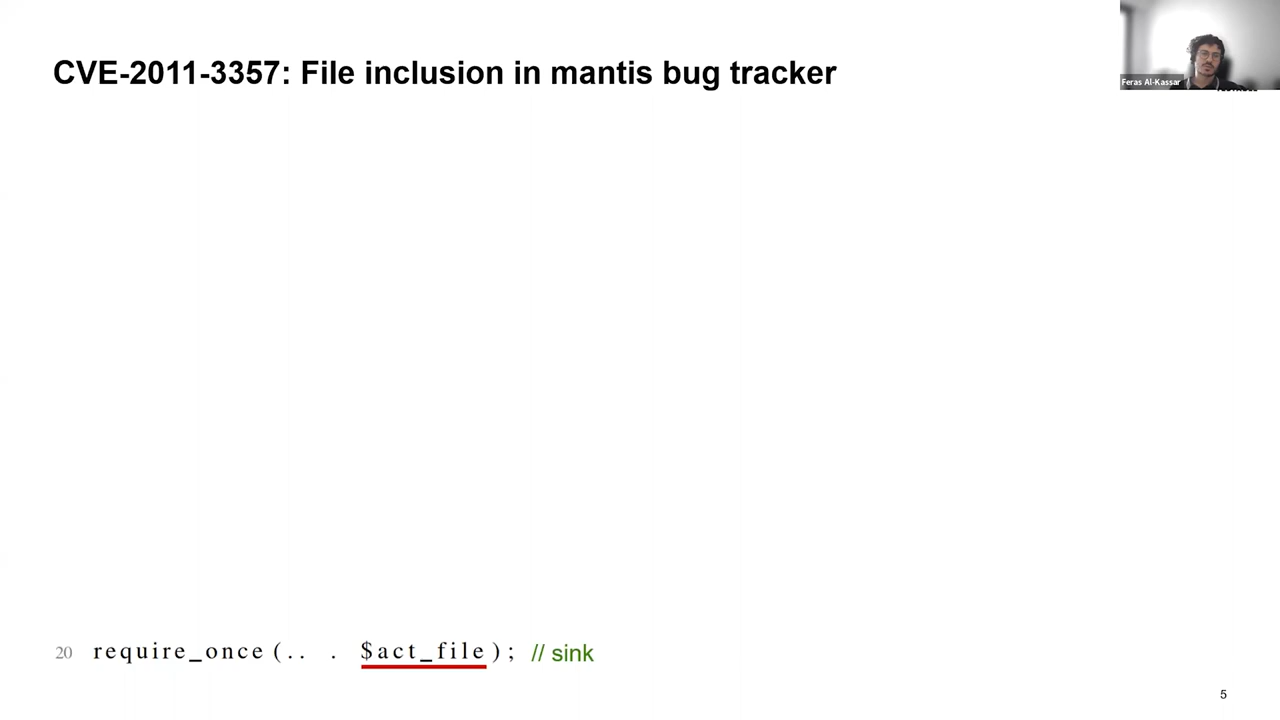 CVE-2011-3357: File inclusion in mantis bug tracker
Feras Al-Kassar
20 require_once(.. . $act_file); // sink
5